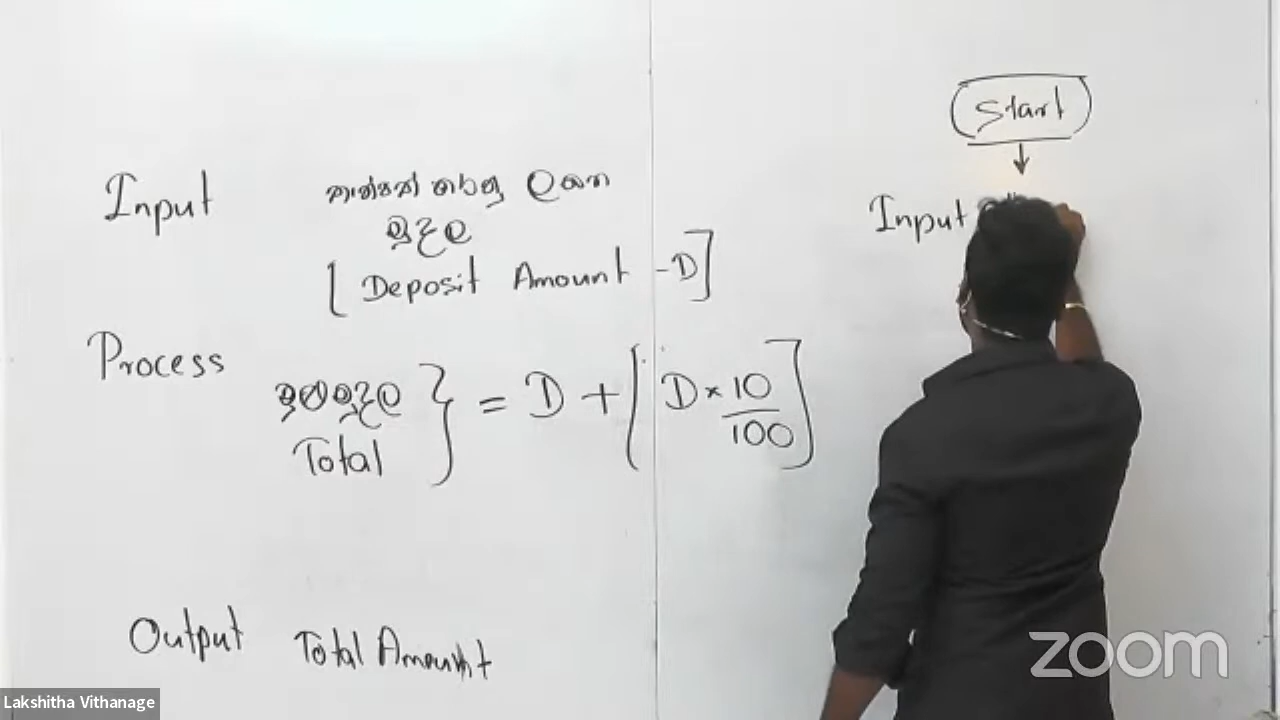 Input
තැන්පත් කරනු ලබන
මුදල
[ Deposit Amount - D ]
Process
මුළු මුදල
Total } = D + [ D × 10/100 ]
Output Total Amount
Start
Input
zoom
Lakshitha Vithanage